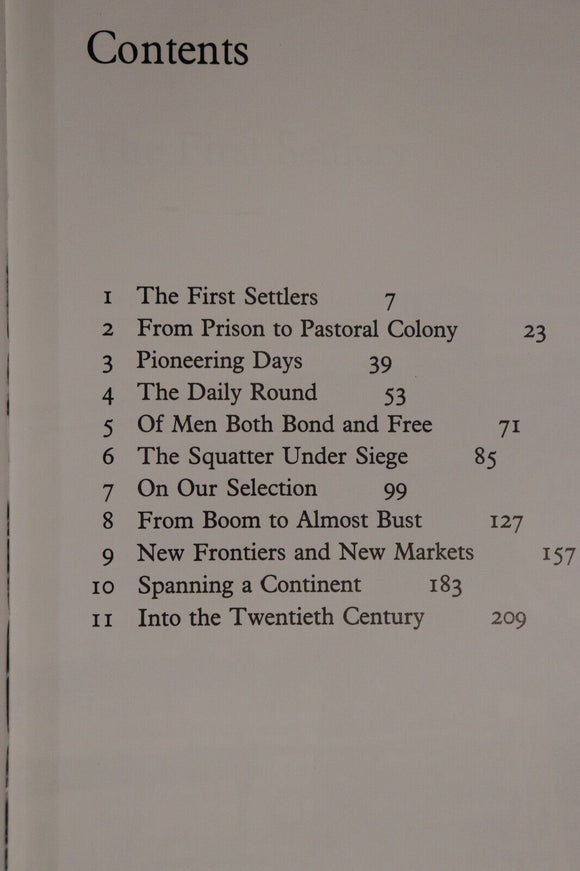 Contents
1 The First Settlers 7
2 From Prison to Pastoral Colony 23
3 Pioneering Days 39
4 The Daily Round 53
5 Of Men Both Bond and Free 71
6 The Squatter Under Siege 85
7 On Our Selection 99
8 From Boom to Almost Bust 127
9 New Frontiers and New Markets 157
10 Spanning a Continent 183
11 Into the Twentieth Century 209